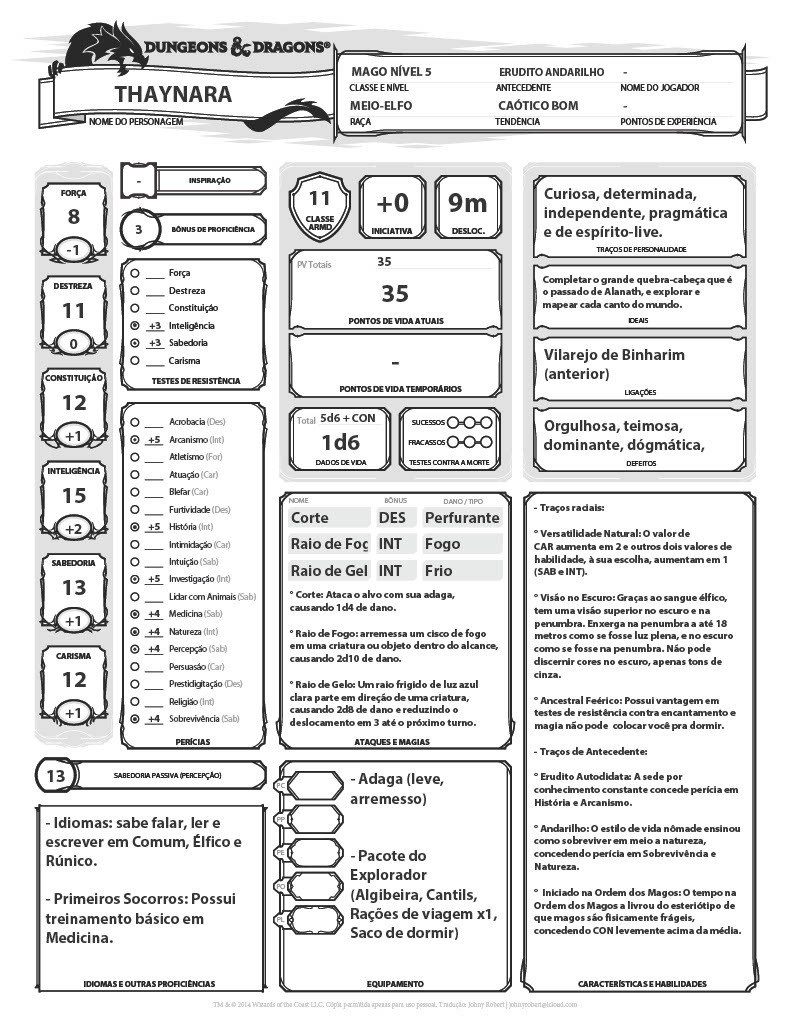 DUNGEONS & DRAGONS®
THAYNARA
NOME DO PERSONAGEM
MAGO NÍVEL 5 ERUDITO ANDARILHO -
CLASSE E NÍVEL ANTECEDENTE NOME DO JOGADOR
MEIO-ELFO CAÓTICO BOM -
RAÇA TENDÊNCIA PONTOS DE EXPERIÊNCIA
FORÇA
8
-1
DESTREZA
11
0
CONSTITUIÇÃO
12
+1
INTELIGÊNCIA
15
+2
SABEDORIA
13
+1
CARISMA
12
+1
- INSPIRAÇÃO
3 BÔNUS DE PROFICIÊNCIA
___ Força
___ Destreza
___ Constituição
+3 Inteligência
+3 Sabedoria
___ Carisma
TESTES DE RESISTÊNCIA
___ Acrobacia (Des)
+5 Arcanismo (Int)
___ Atletismo (For)
___ Atuação (Car)
___ Blefar (Car)
___ Furtividade (Des)
+5 História (Int)
___ Intimidação (Car)
___ Intuição (Sab)
+5 Investigação (Int)
___ Lidar com Animais (Sab)
+4 Medicina (Sab)
+4 Natureza (Int)
+4 Percepção (Sab)
___ Persuasão (Car)
___ Prestidigitação (Des)
___ Religião (Int)
+4 Sobrevivência (Sab)
PERÍCIAS
13 SABEDORIA PASSIVA (PERCEPÇÃO)
- Idiomas: sabe falar, ler e
escrever em Comum, Élfico e
Rúnico.
- Primeiros Socorros: Possui
treinamento básico em
Medicina.
IDIOMAS E OUTRAS PROFICIÊNCIAS
11
CLASSE
ARMD
+0
INICIATIVA
9m
DESLOC.
PV Totais 35
35
PONTOS DE VIDA ATUAIS
-
PONTOS DE VIDA TEMPORÁRIOS
Total 5d6 + CON
1d6
DADOS DE VIDA
SUCESSOS
FRACASSOS
TESTES CONTRA A MORTE
NOME BÔNUS DANO / TIPO
Corte DES Perfurante
Raio de Fog INT Fogo
Raio de Gel INT Frio
° Corte: Ataca o alvo com sua adaga,
causando 1d4 de dano.
° Raio de Fogo: arremessa um cisco de fogo
em uma criatura ou objeto dentro do alcance,
causando 2d10 de dano.
° Raio de Gelo: Um raio frigido de luz azul
clara parte em direção de uma criatura,
causando 2d8 de dano e reduzindo o
deslocamento em 3 até o próximo turno.
ATAQUES E MAGIAS
PC
PP
PE
PO
PL
- Adaga (leve,
arremesso)
- Pacote do
Explorador
(Algibeira, Cantils,
Rações de viagem x1,
Saco de dormir)
EQUIPAMENTO
Curiosa, determinada,
independente, pragmática
e de espírito-live.
TRAÇOS DE PERSONALIDADE
Completar o grande quebra-cabeça que é
o passado de Alanath, e explorar e
mapear cada canto do mundo.
IDEAIS
Vilarejo de Binharim
(anterior)
LIGAÇÕES
Orgulhosa, teimosa,
dominante, dógmática,
DEFEITOS
- Traços raciais:
° Versatilidade Natural: O valor de
CAR aumenta em 2 e outros dois valores de
habilidade, à sua escolha, aumentam em 1
(SAB e INT).
° Visão no Escuro: Graças ao sangue élfico,
tem uma visão superior no escuro e na
penumbra. Enxerga na penumbra a até 18
metros como se fosse luz plena, e no escuro
como se fosse na penumbra. Não pode
discernir cores no escuro, apenas tons de
cinza.
° Ancestral Feérico: Possui vantagem em
testes de resistência contra encantamento e
magia não pode colocar você pra dormir.
- Traços de Antecedente:
° Erudito Autodidata: A sede por
conhecimento constante concede perícia em
História e Arcanismo.
° Andarilho: O estilo de vida nômade ensinou
como sobreviver em meio a natureza,
concedendo perícia em Sobrevivência e
Natureza.
° Iniciado na Ordem dos Magos: O tempo na
Ordem dos Magos a livrou do esteriótipo de
que magos são fisicamente frágeis,
concedendo CON levemente acima da média.
CARACTERÍSTICAS E HABILIDADES
TM & © 2014 Wizards of the Coast LLC. Cópia permitida apenas para uso pessoal. Tradução: Johny Robert | johnyrobert@icloud.com